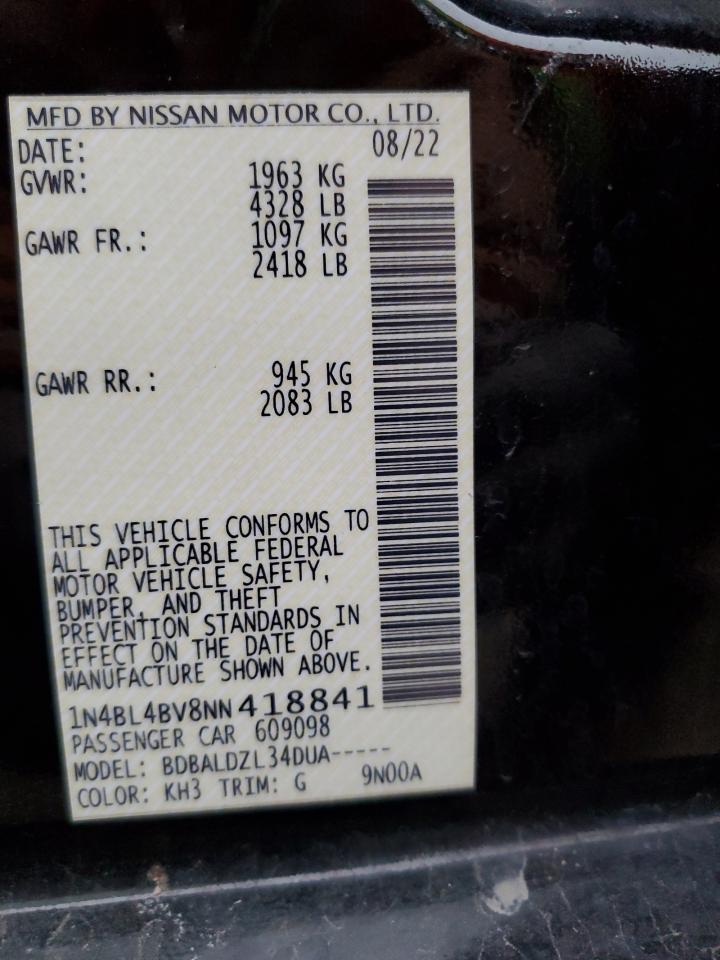 MFD BY NISSAN MOTOR CO., LTD.
DATE: 08/22
GVWR: 1963 KG
4328 LB
GAWR FR.: 1097 KG
2418 LB
GAWR RR.: 945 KG
2083 LB
THIS VEHICLE CONFORMS TO
ALL APPLICABLE FEDERAL
MOTOR VEHICLE SAFETY,
BUMPER, AND THEFT
PREVENTION STANDARDS IN
EFFECT ON THE DATE OF
MANUFACTURE SHOWN ABOVE.
1N4BL4BV8NN418841
PASSENGER CAR 609098
MODEL: BDBALDZL34DUA-----
COLOR: KH3 TRIM: G 9N00A